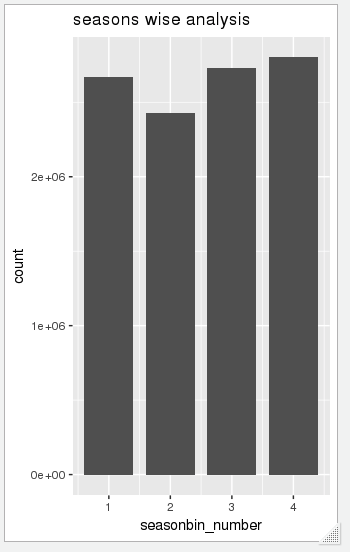 seasons wise analysis
2e+06
1e+06
0e+00
count
1 2 3 4
seasonbin_number